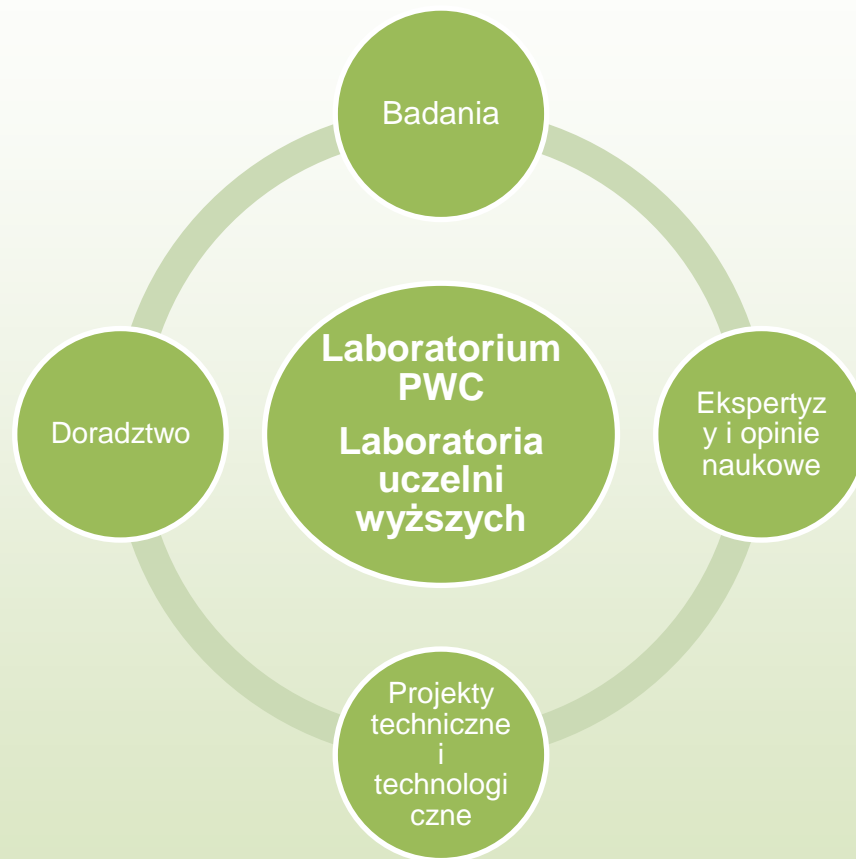 Badania
Laboratorium
PWC
Laboratoria
uczelni
wyższych
Doradztwo
Ekspertyz
y i opinie
naukowe
Projekty
techniczne
i
technologi
czne